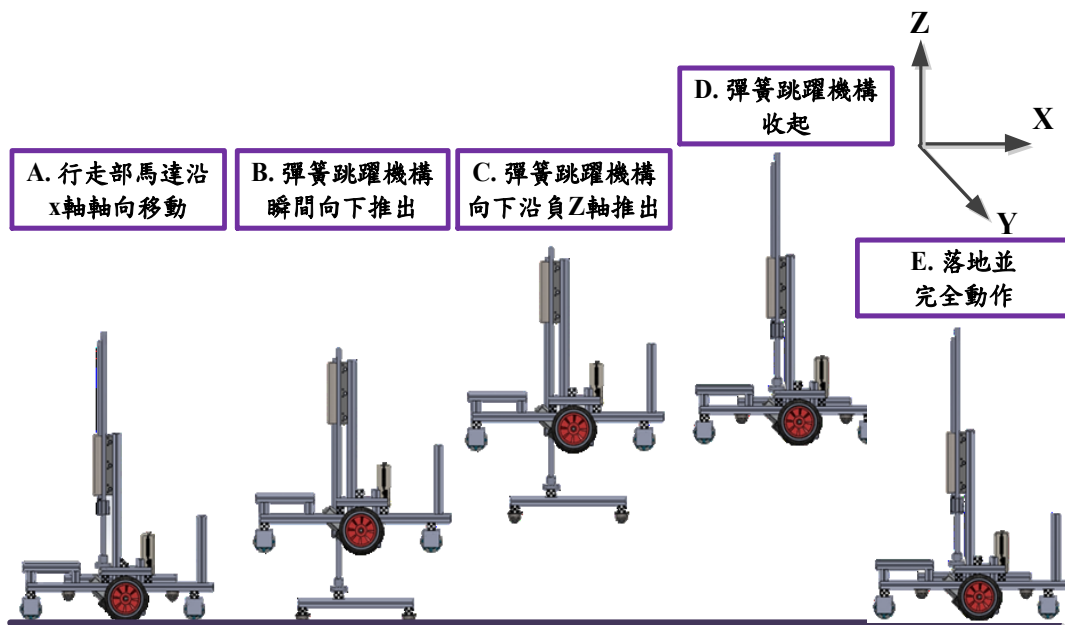 Z
X
Y
D. 彈簧跳躍機構
收起
A. 行走部馬達沿
x軸軸向移動
B. 彈簧跳躍機構
瞬間向下推出
C. 彈簧跳躍機構
向下沿負Z軸推出
E. 落地並
完全動作